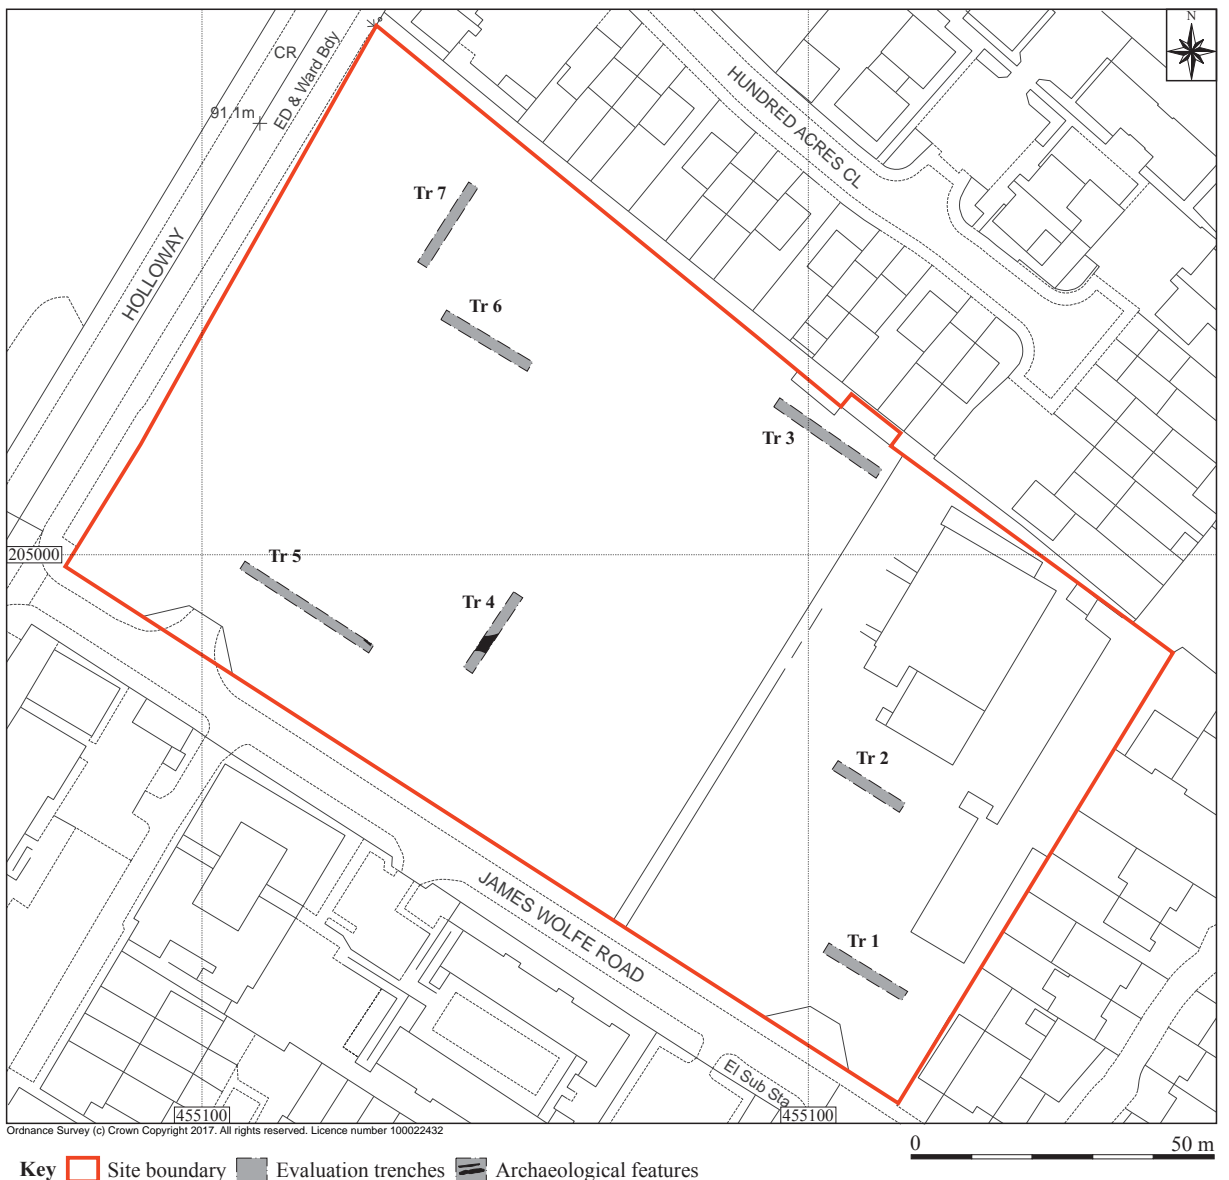 N
CR
ED & Ward Bdy
91.1m
HUNDRED ACRES CL
HOLLOWAY
Tr 7
Tr 6
Tr 3
205000
Tr 5
Tr 4
Tr 2
JAMES WOLFE ROAD
Tr 1
El Sub Sta
455100
455100
Ordnance Survey (c) Crown Copyright 2017. All rights reserved. Licence number 100022432
0 50 m
Key Site boundary Evaluation trenches Archaeological features